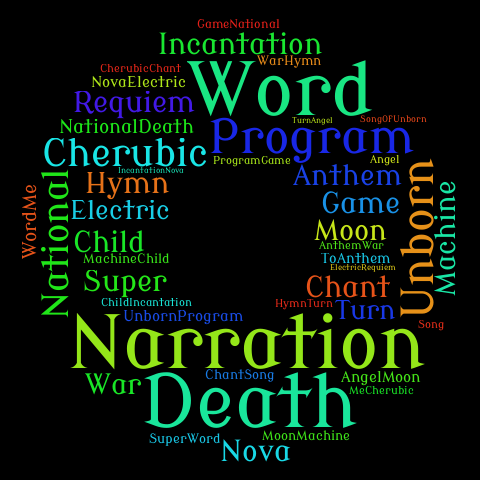 GameNational
Incantation
WarHymn
CherubicChant
Word
NovaElectric
Requiem
TurnAngel
SongOfUnborn
NationalDeath
Program
Cherubic
ProgramGame
Angel
IncantationNova
Hymn
Anthem
Unborn
WordMe
National
Machine
Electric
Game
Child
Moon
AnthemWar
MachineChild
ToAnthem
ElectricRequiem
Super
Chant
ChildIncantation
HymnTurn
Turn
UnbornProgram
Song
Narration
War
ChantSong
AngelMoon
Death
MeCherubic
SuperWord
MoonMachine
Nova